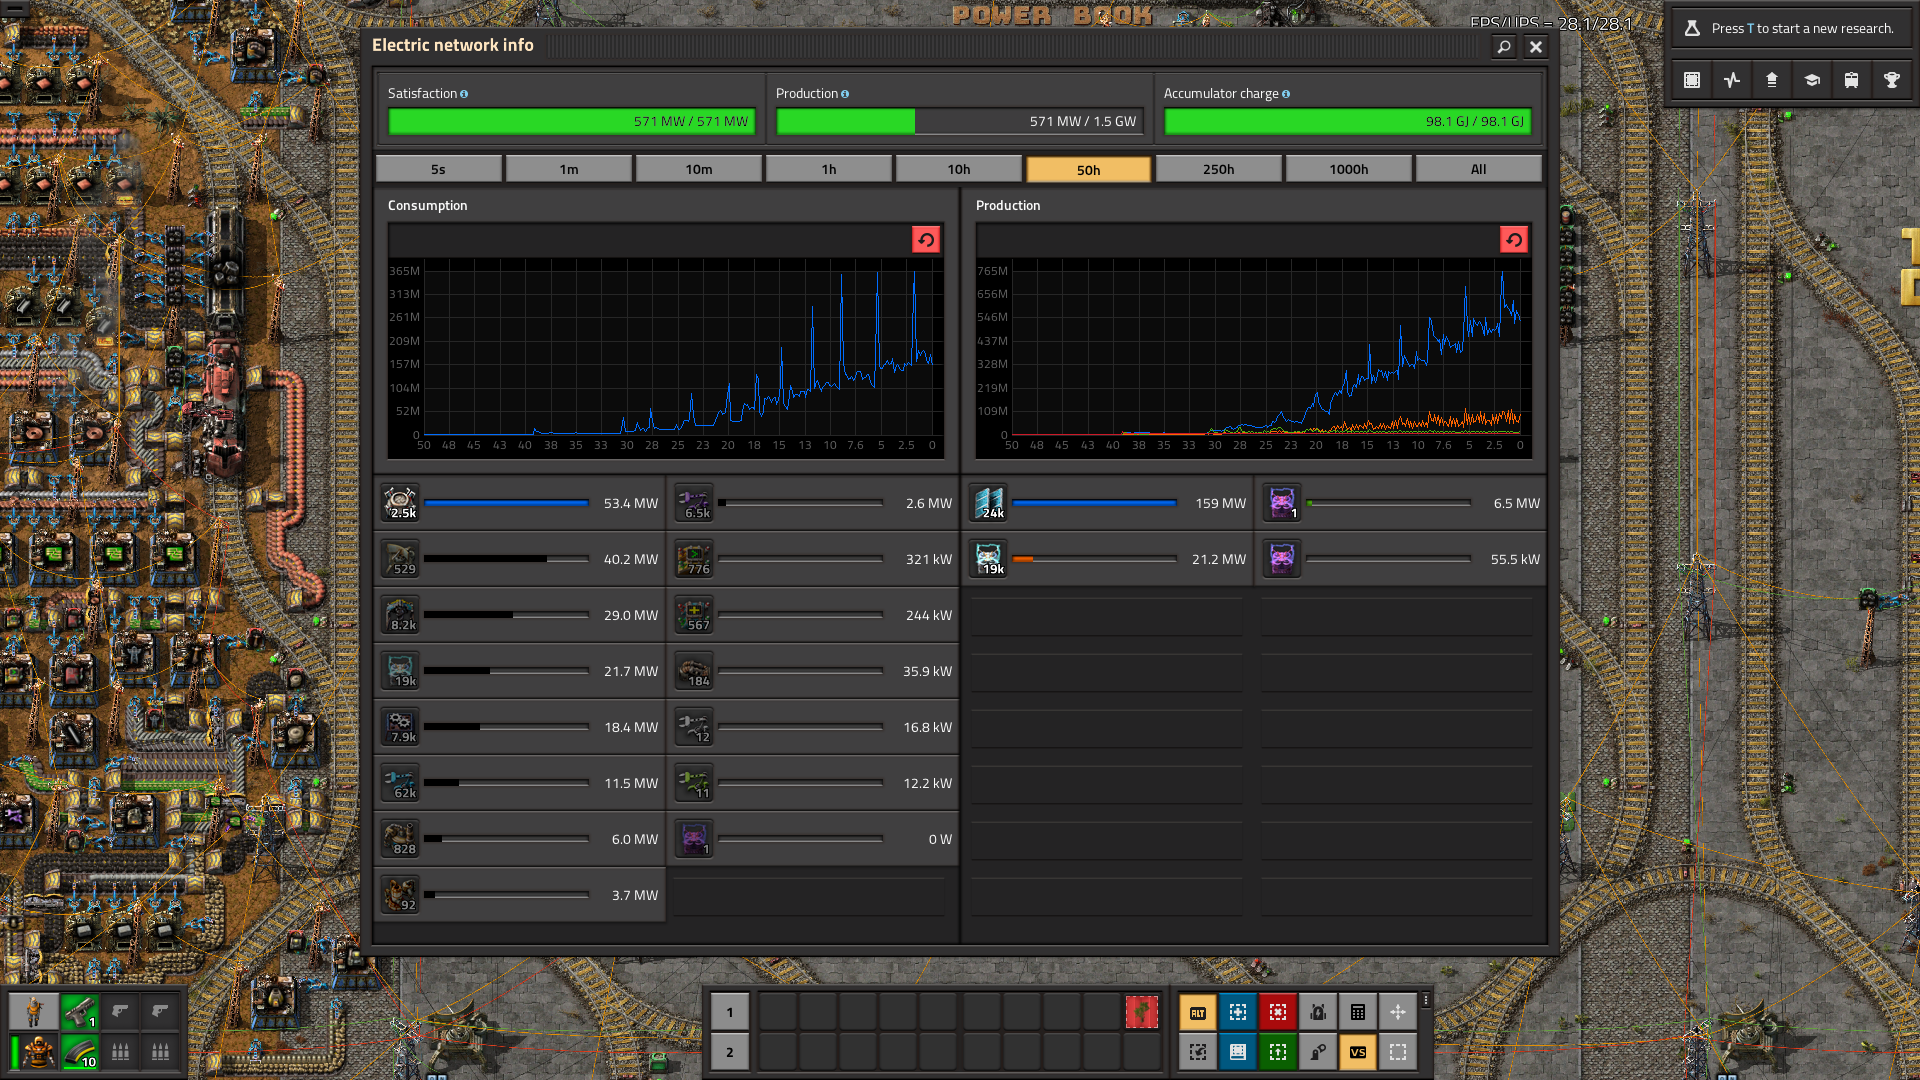 POWER BOOK
FPS/UPS = 28.1/28.1
Press T to start a new research.
Electric network info
Satisfaction
571 MW / 571 MW
Production
571 MW / 1.5 GW
Accumulator charge
98.1 GJ / 98.1 GJ
5s 1m 10m 1h 10h 50h 250h 1000h All
Consumption
365M
313M
261M
209M
157M
104M
52M
0
50 48 45 43 40 38 35 33 30 28 25 23 20 18 15 13 10 7.6 5 2.5 0
Production
765M
656M
546M
437M
328M
219M
109M
0
50 48 45 43 40 38 35 33 30 28 25 23 20 18 15 13 10 7.6 5 2.5 0
2.5k 53.4 MW
6.5k 2.6 MW
24k 159 MW
1 6.5 MW
529 40.2 MW
776 321 kW
19k 21.2 MW
55.5 kW
8.2k 29.0 MW
567 244 kW
19k 21.7 MW
184 35.9 kW
7.9k 18.4 MW
12 16.8 kW
62k 11.5 MW
11 12.2 kW
828 6.0 MW
1 0 W
92 3.7 MW
1
10
1
2
ALT
VS